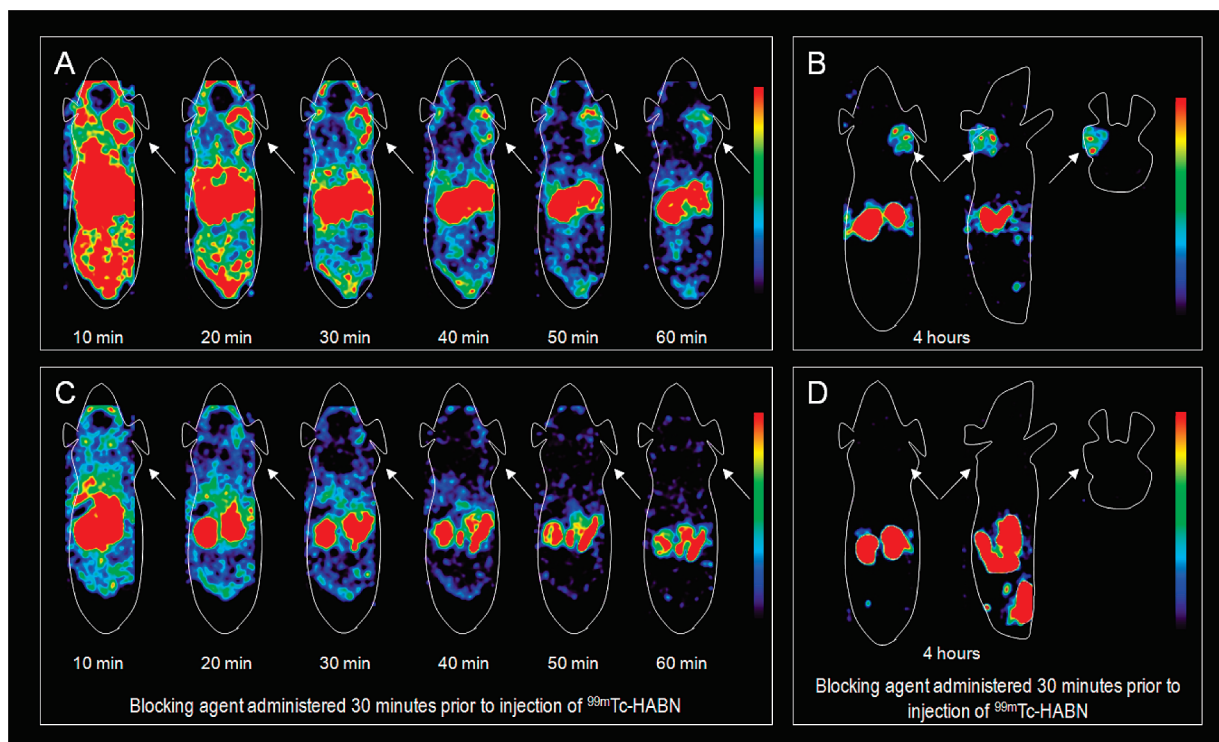 A
B
10 min 20 min 30 min 40 min 50 min 60 min
4 hours
C
D
10 min 20 min 30 min 40 min 50 min 60 min
4 hours
Blocking agent administered 30 minutes prior to injection of ⁹⁹ᵐTc-HABN
Blocking agent administered 30 minutes prior to
injection of ⁹⁹ᵐTc-HABN